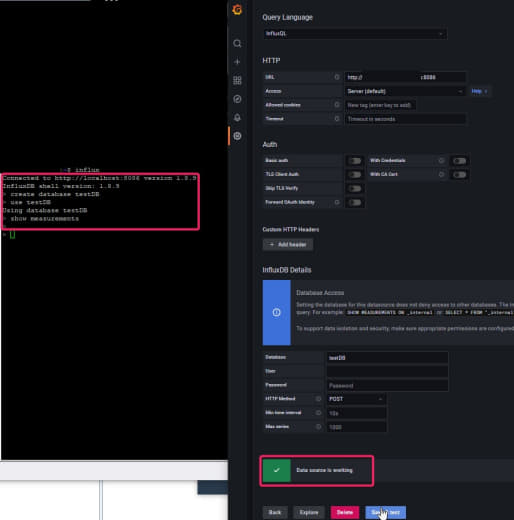 :~$ influx
Connected to http://localhost:8086 version 1.8.9
InfluxDB shell version: 1.8.9
> create database testDB
> use testDB
Using database testDB
> show measurements
>
>
Query Language
InfluxQL
HTTP
URL http:// :8086
Access Server (default) Help >
Allowed cookies New tag (enter key to add)
Timeout Timeout in seconds
Auth
Basic auth With Credentials
TLS Client Auth With CA Cert
Skip TLS Verify
Forward OAuth Identity
Custom HTTP Headers
+ Add header
InfluxDB Details
Database Access
Setting the database for this datasource does not deny access to other databases. The
query. For example: SHOW MEASUREMENTS ON _internal or SELECT * FROM "_internal
To support data isolation and security, make sure appropriate permissions are configured
Database testDB
User
Password Password
HTTP Method POST
Min time interval 10s
Max series 1000
Data source is working
Back Explore Delete Save & test